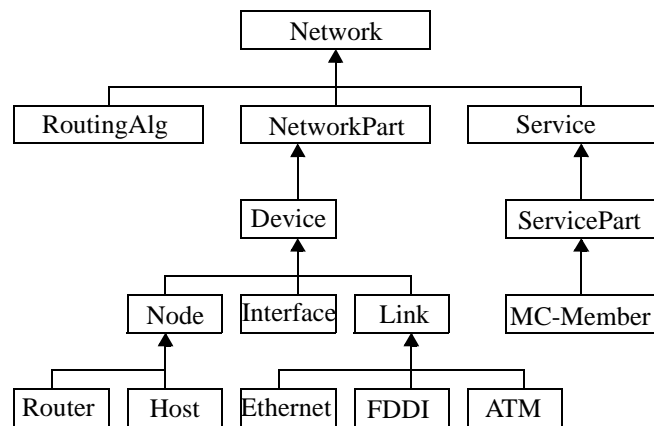 Network
RoutingAlg
NetworkPart
Service
Device
ServicePart
Node
Interface
Link
MC-Member
Router
Host
Ethernet
FDDI
ATM